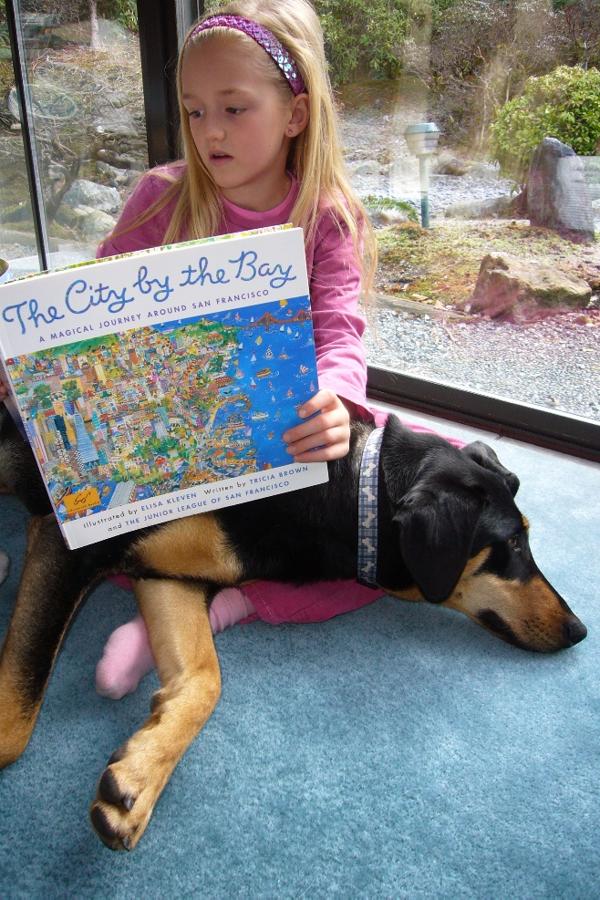 The City by the Bay
A MAGICAL JOURNEY AROUND SAN FRANCISCO
Illustrated by ELISA KLEVEN Written by TRICIA BROWN
and THE JUNIOR LEAGUE OF SAN FRANCISCO